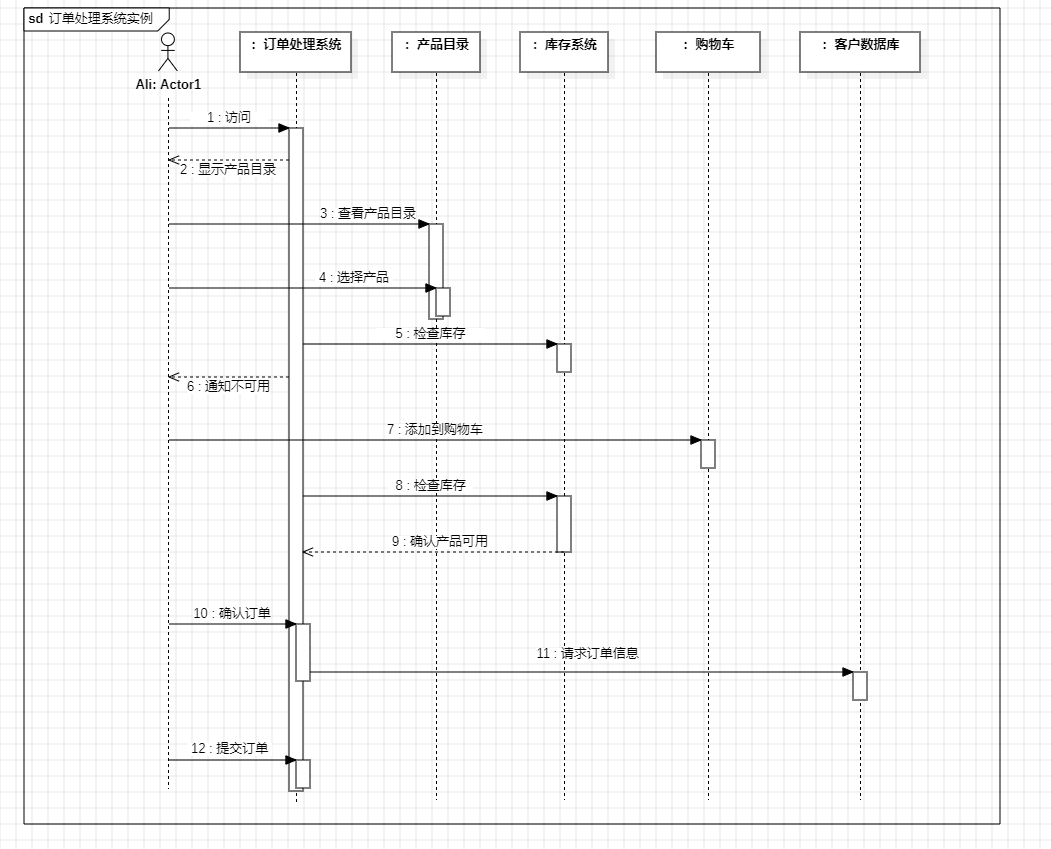 sd 订单处理系统实例
Ali: Actor1
: 订单处理系统
: 产品目录
: 库存系统
: 购物车
: 客户数据库
1 : 访问
2 : 显示产品目录
3 : 查看产品目录
4 : 选择产品
5 : 检查库存
6 : 通知不可用
7 : 添加到购物车
8 : 检查库存
9 : 确认产品可用
10 : 确认订单
11 : 请求订单信息
12 : 提交订单